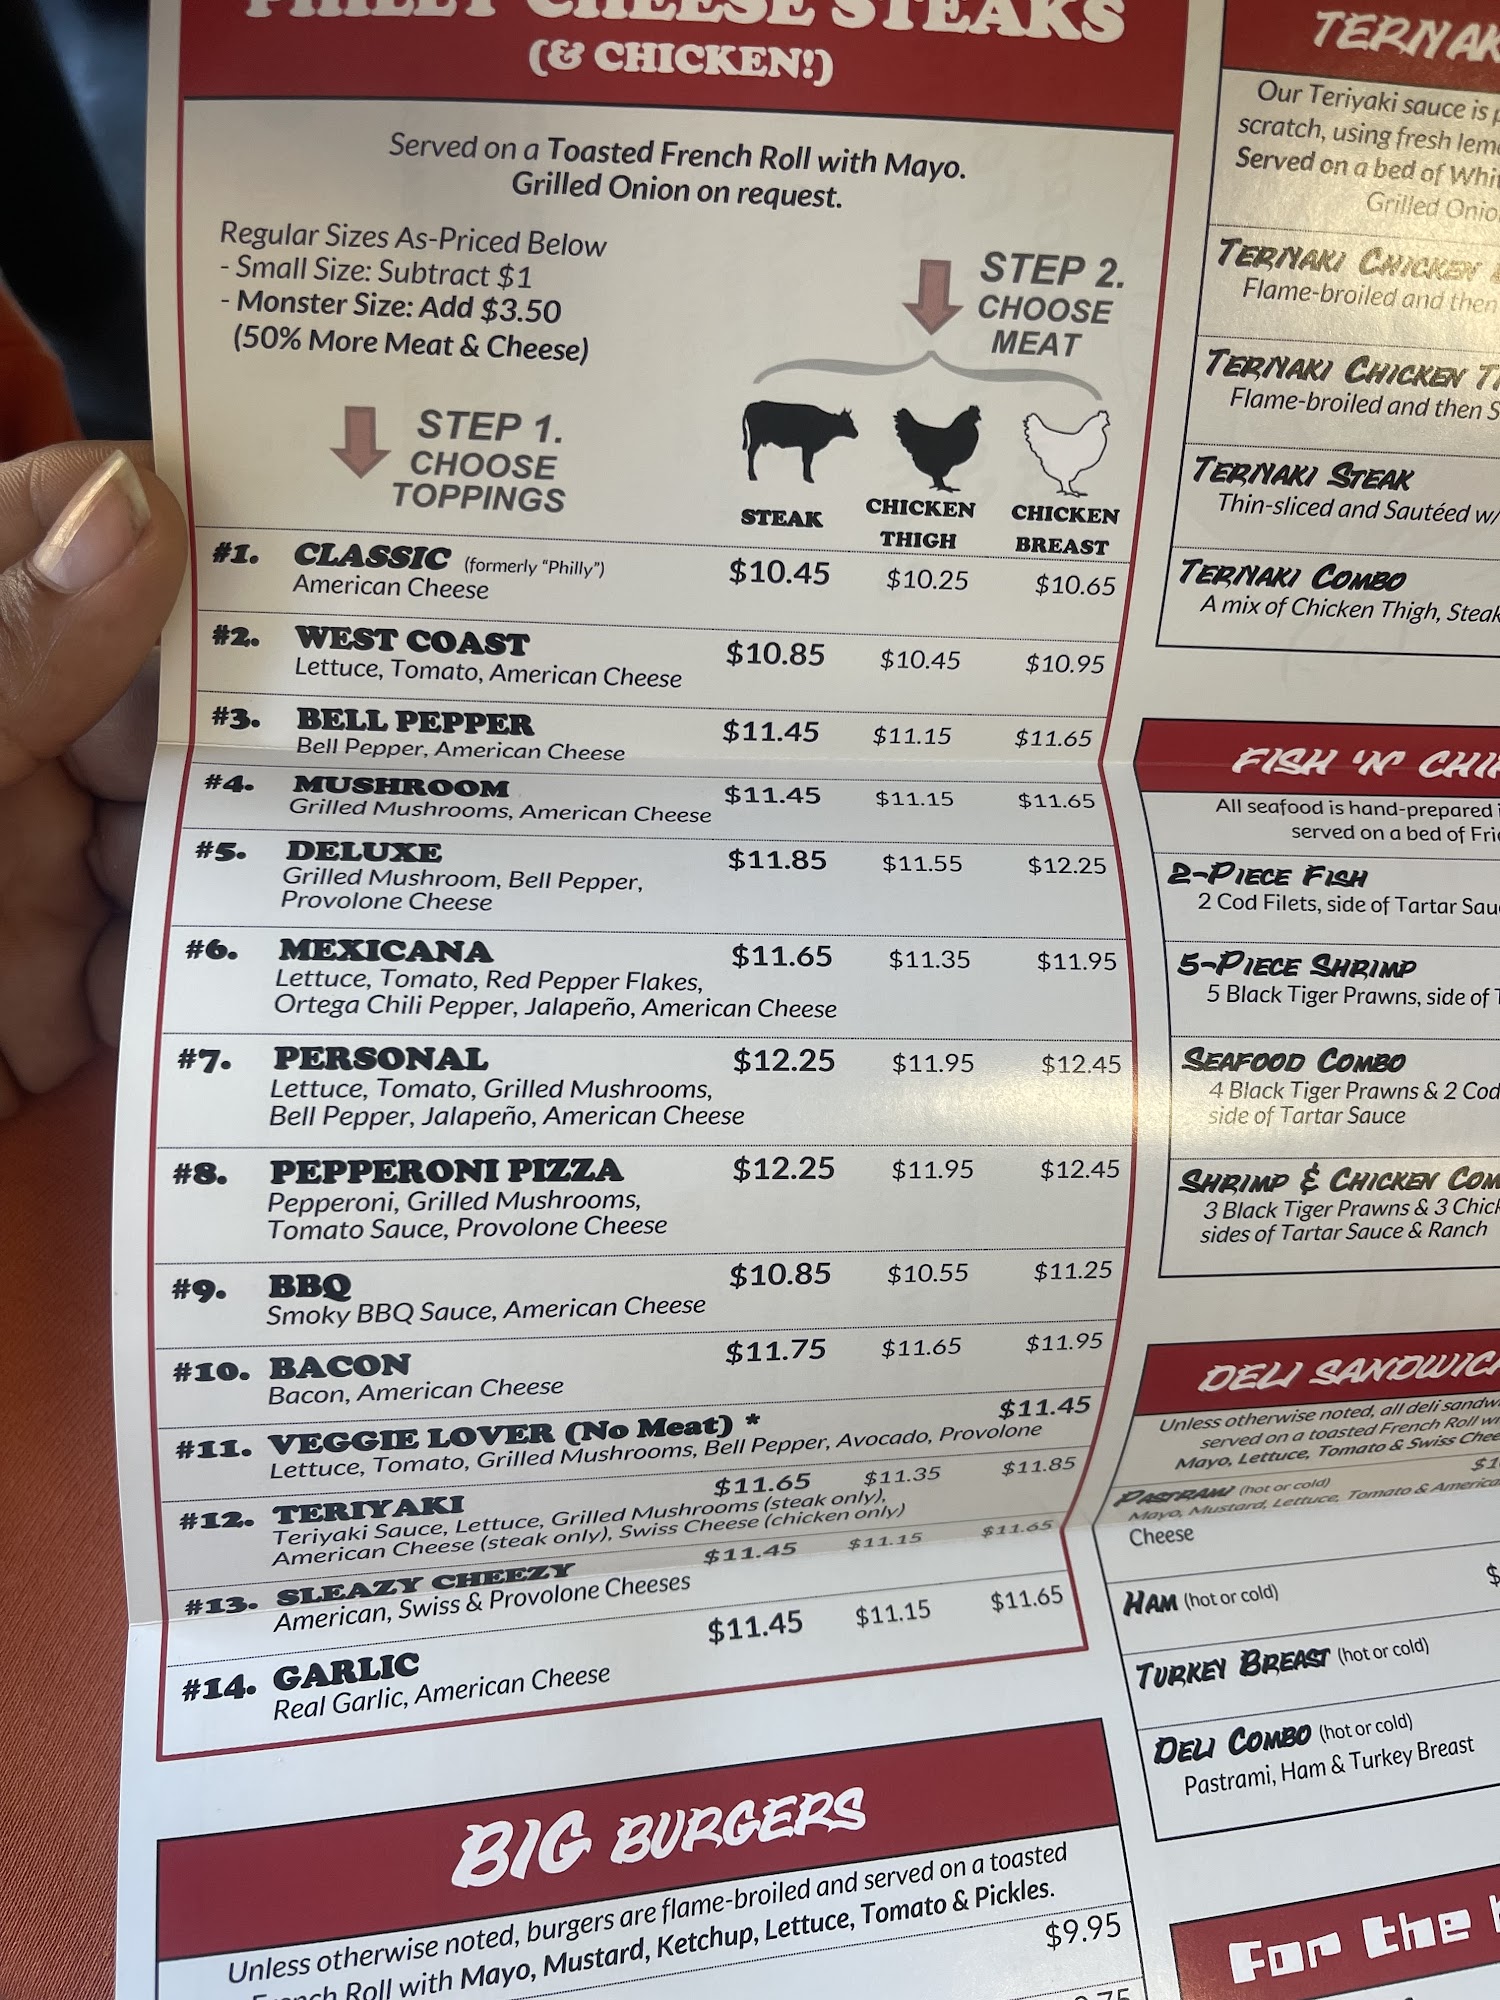 PHILLY CHEESE STEAKS
(& CHICKEN!)
Served on a Toasted French Roll with Mayo.
Grilled Onion on request.
Regular Sizes As-Priced Below
- Small Size: Subtract $1
- Monster Size: Add $3.50
(50% More Meat & Cheese)
STEP 1.
CHOOSE
TOPPINGS
STEP 2.
CHOOSE
MEAT
STEAK
CHICKEN
THIGH
CHICKEN
BREAST
#1. CLASSIC (formerly "Philly") $10.45 $10.25 $10.65
American Cheese
#2. WEST COAST $10.85 $10.45 $10.95
Lettuce, Tomato, American Cheese
#3. BELL PEPPER $11.45 $11.15 $11.65
Bell Pepper, American Cheese
#4. MUSHROOM $11.45 $11.15 $11.65
Grilled Mushrooms, American Cheese
#5. DELUXE $11.85 $11.55 $12.25
Grilled Mushroom, Bell Pepper,
Provolone Cheese
#6. MEXICANA $11.65 $11.35 $11.95
Lettuce, Tomato, Red Pepper Flakes,
Ortega Chili Pepper, Jalapeño, American Cheese
#7. PERSONAL $12.25 $11.95 $12.45
Lettuce, Tomato, Grilled Mushrooms,
Bell Pepper, Jalapeño, American Cheese
#8. PEPPERONI PIZZA $12.25 $11.95 $12.45
Pepperoni, Grilled Mushrooms,
Tomato Sauce, Provolone Cheese
#9. BBQ $10.85 $10.55 $11.25
Smoky BBQ Sauce, American Cheese
#10. BACON $11.75 $11.65 $11.95
Bacon, American Cheese
#11. VEGGIE LOVER (No Meat) * $11.45
Lettuce, Tomato, Grilled Mushrooms, Bell Pepper, Avocado, Provolone
#12. TERIYAKI $11.65 $11.35 $11.85
Teriyaki Sauce, Lettuce, Grilled Mushrooms (steak only),
American Cheese (steak only), Swiss Cheese (chicken only)
#13. SLEAZY CHEEZY $11.45 $11.15 $11.65
American, Swiss & Provolone Cheeses
#14. GARLIC $11.45 $11.15 $11.65
Real Garlic, American Cheese
BIG BURGERS
Unless otherwise noted, burgers are flame-broiled and served on a toasted
French Roll with Mayo, Mustard, Ketchup, Lettuce, Tomato & Pickles.
$9.95
TERIYAK
Our Teriyaki sauce is
scratch, using fresh
Served on a bed of
Grilled
TERIYAKI CHICKEN
Flame-broiled and then
TERIYAKI CHICKEN
Flame-broiled and then
TERIYAKI STEAK
Thin-sliced and Sautéed w/
TERIYAKI COMBO
A mix of Chicken Thigh, Steak
FISH 'N' CHI
All seafood is hand-prepared
served on a bed of
2-PIECE FISH
2 Cod Filets, side of Tartar
5-PIECE SHRIMP
5 Black Tiger Prawns, side of
SEAFOOD COMBO
4 Black Tiger Prawns & 2 Cod
side of Tartar Sauce
SHRIMP & CHICKEN COM
3 Black Tiger Prawns & 3
sides of Tartar Sauce & Ranch
DELI SANDWIC
Unless otherwise noted, all deli
served on a toasted French Roll
Mayo, Lettuce, Tomato & Swiss
PASTRAMI (hot or cold)
Mayo, Mustard, Lettuce, Tomato & America
Cheese
HAM (hot or cold) $
TURKEY BREAST (hot or cold)
DELI COMBO (hot or cold)
Pastrami, Ham & Turkey Breast
For the